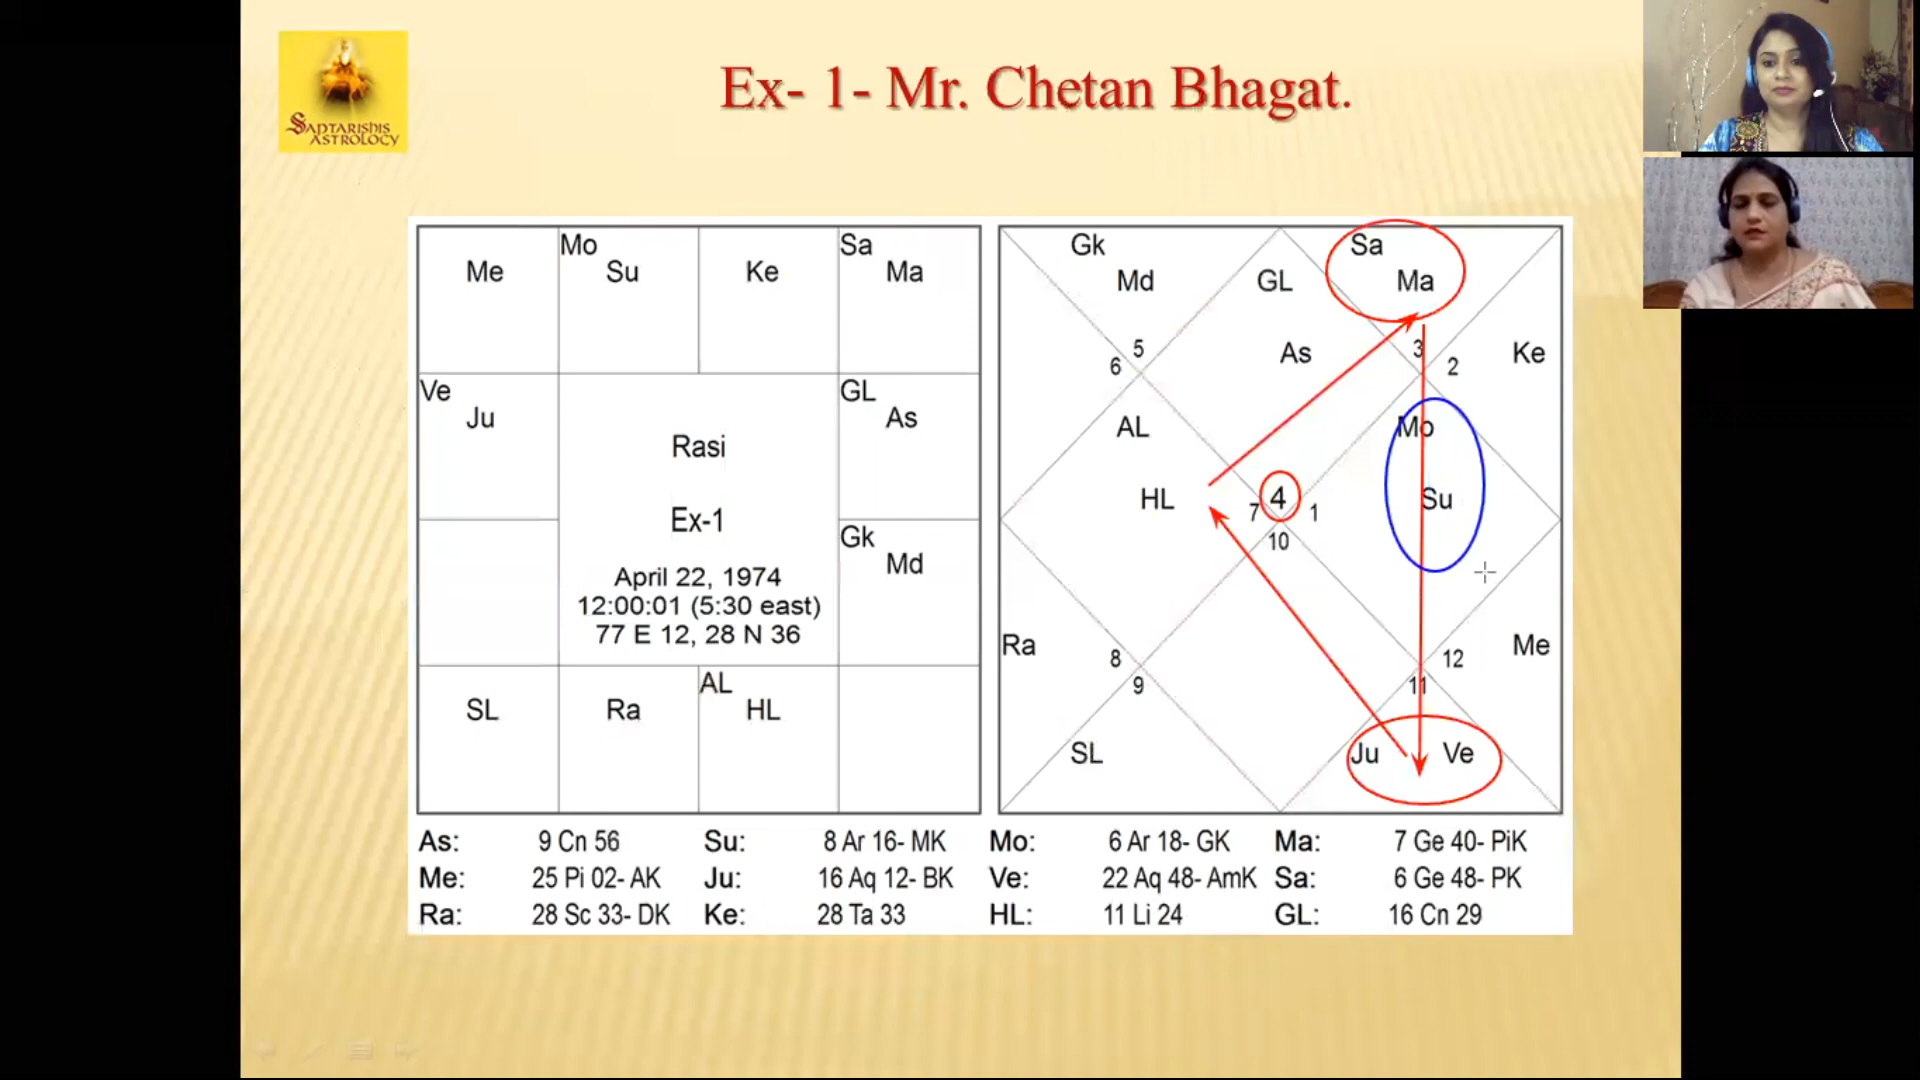 Ex- 1- Mr. Chetan Bhagat.
SAPTARISHIS
ASTROLOGY
Me
Mo
Su
Ke
Sa
Ma
Ve
Ju
GL
As
Rasi
Ex-1
April 22, 1974
12:00:01 (5:30 east)
77 E 12, 28 N 36
Gk
Md
SL
Ra
AL
HL
Gk
Md
GL
Sa
Ma
As
Ke
5
6
3
2
AL
Mo
HL
Su
4
7
1
10
Ra
Me
8
9
12
11
SL
Ju
Ve
As: 9 Cn 56 Su: 8 Ar 16- MK Mo: 6 Ar 18- GK Ma: 7 Ge 40- PiK
Me: 25 Pi 02- AK Ju: 16 Aq 12- BK Ve: 22 Aq 48- AmK Sa: 6 Ge 48- PK
Ra: 28 Sc 33- DK Ke: 28 Ta 33 HL: 11 Li 24 GL: 16 Cn 29